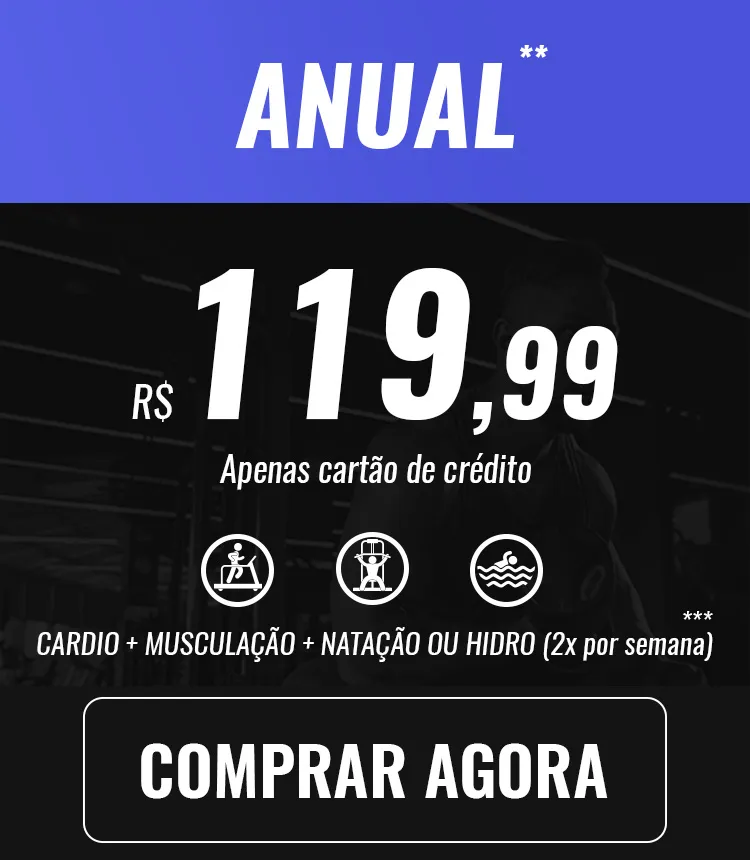 ANUAL**
R$ 119,99
Apenas cartão de crédito
***
CARDIO + MUSCULAÇÃO + NATAÇÃO OU HIDRO (2x por semana)
COMPRAR AGORA